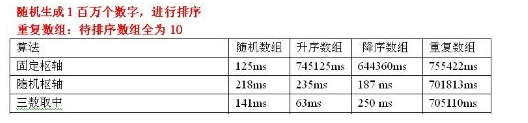 随机生成1百万个数字，进行排序
重复数组：待排序数组全为 10
算法 随机数组 升序数组 降序数组 重复数组
固定枢轴 125ms 745125ms 644360ms 755422ms
随机枢轴 218ms 235ms 187 ms 701813ms
三数取中 141ms 63ms 250 ms 705110ms